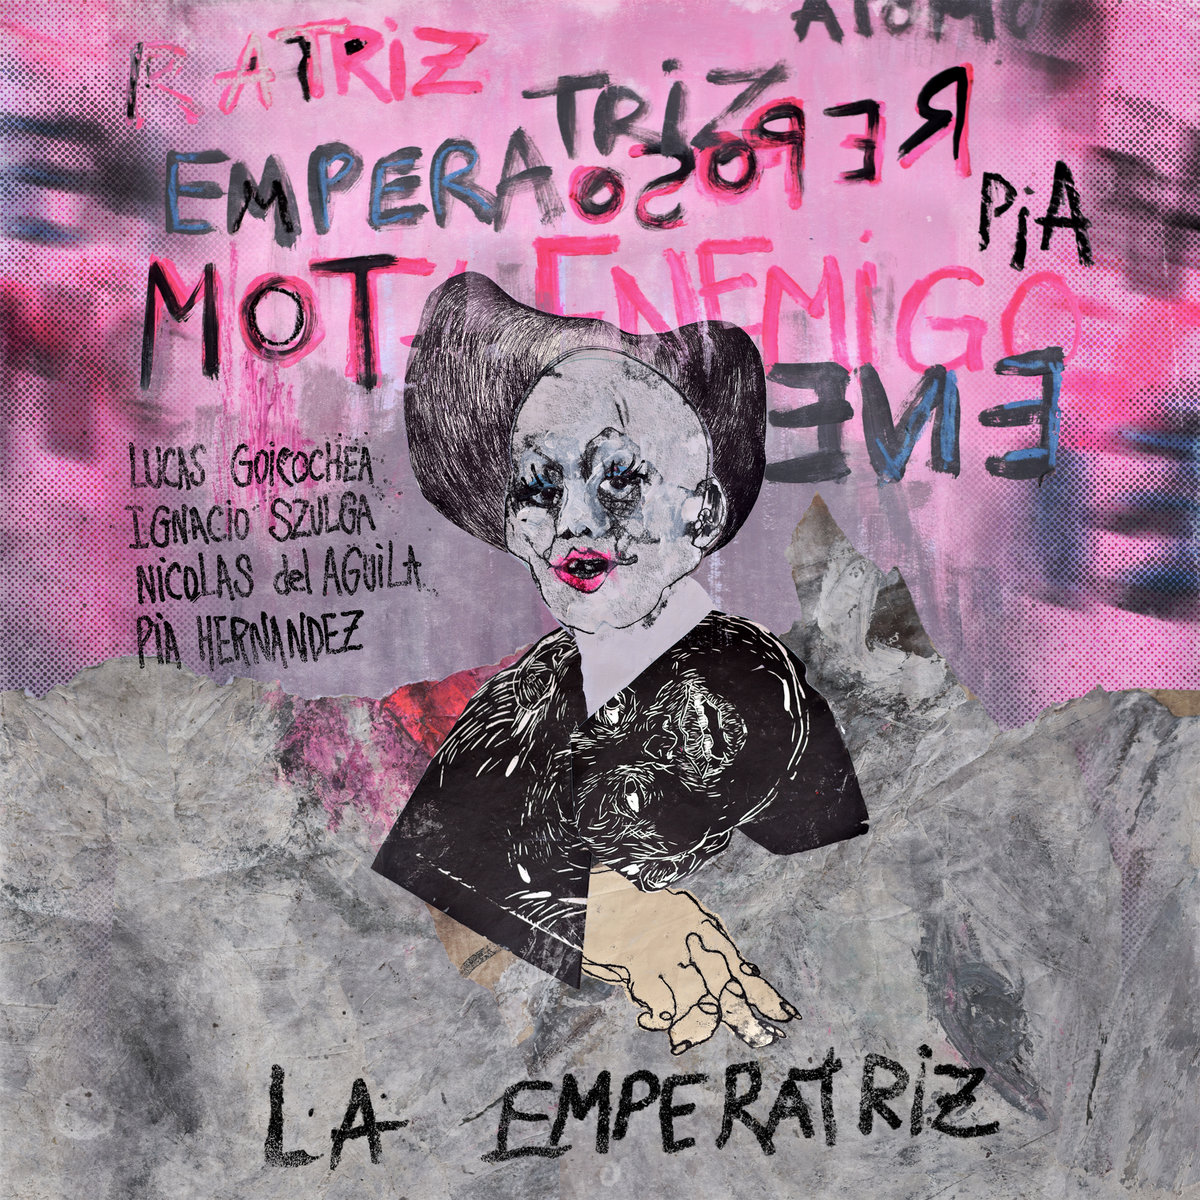 ATOMO
RATRIZ
TRIZ
REPOSO
EMPERA
PIA
MOT
ENEMIGO
ENE
LUCAS GOICOCHEA
IGNACIO SZULGA
NICOLAS del AGUILA
PIA HERNANDEZ
LA EMPERATRIZ